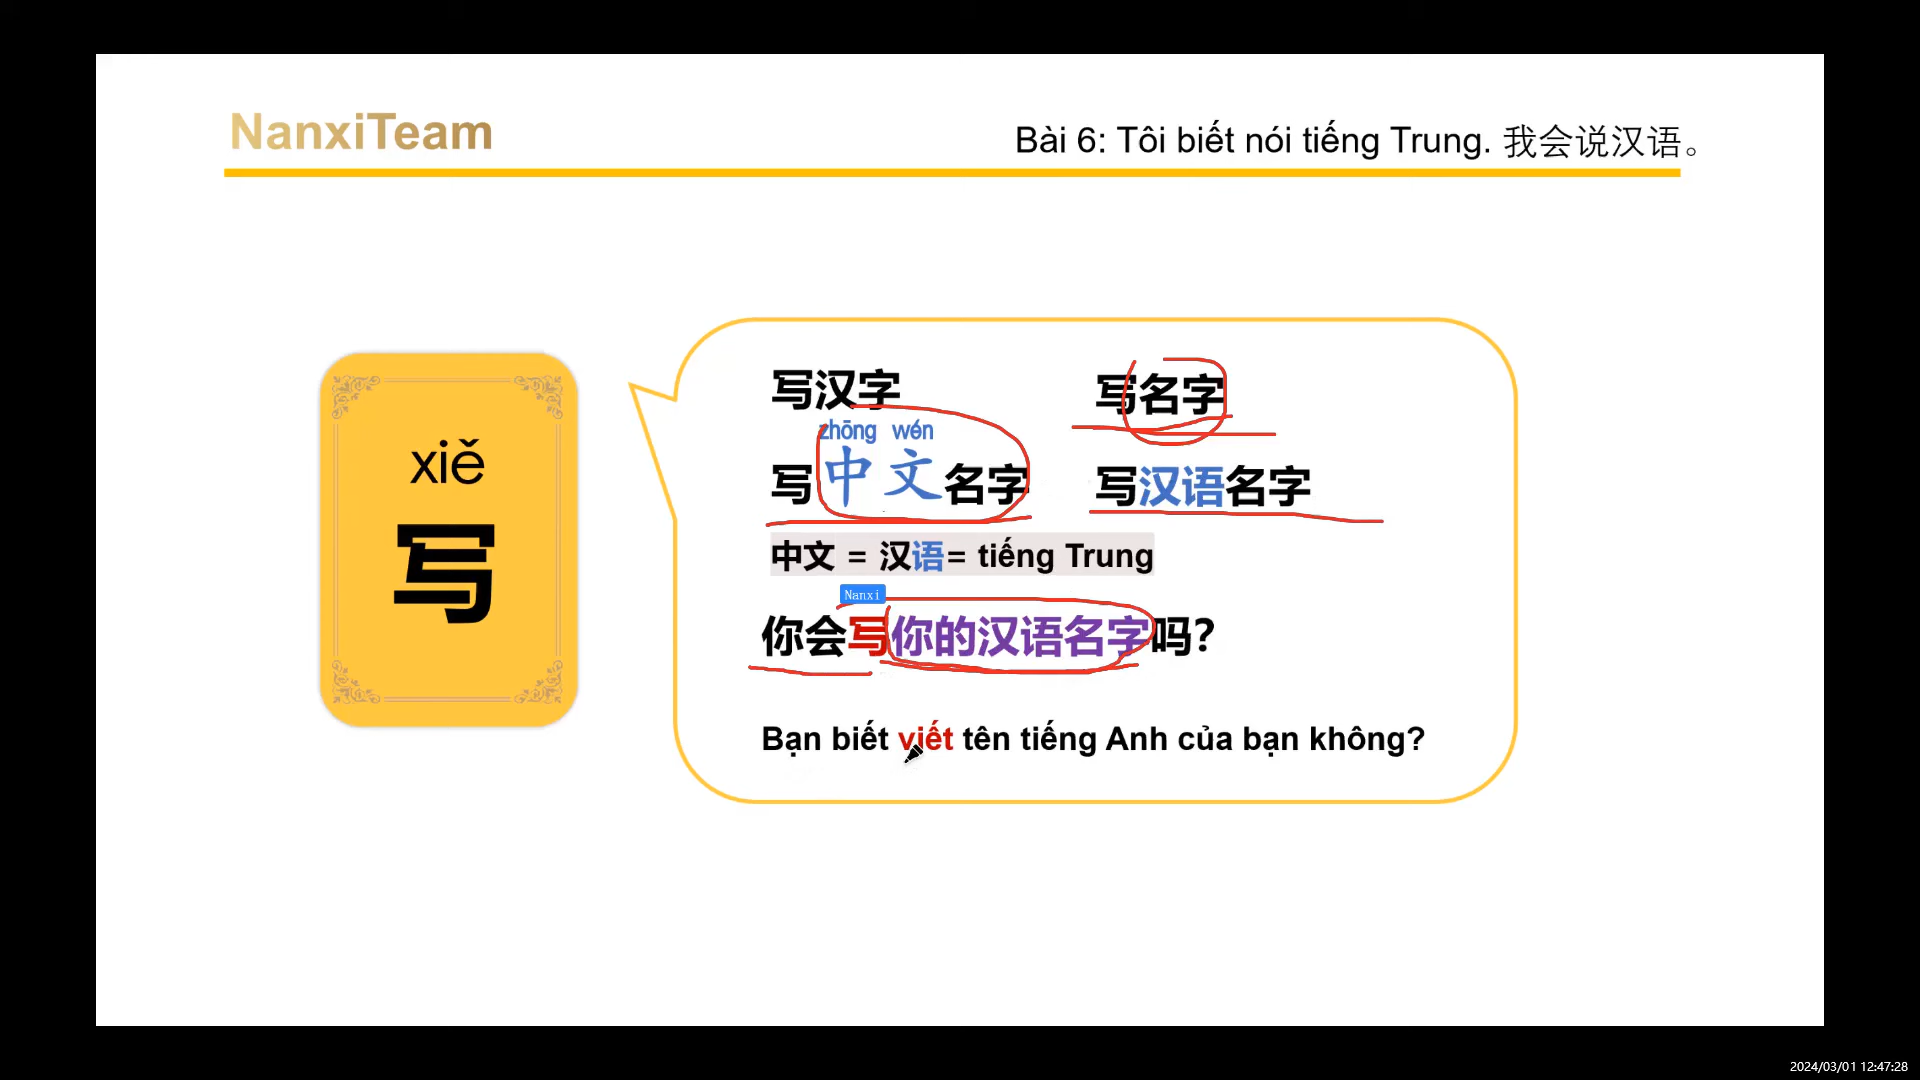 NanxiTeam
Bài 6: Tôi biết nói tiếng Trung. 我会说汉语。
xiě
写
写汉字
写名字
zhōng wén
写中文名字
写汉语名字
中文 = 汉语= tiếng Trung
Nanxi
你会写你的汉语名字吗?
Bạn biết viết tên tiếng Anh của bạn không?
2024/03/01 12:47:28